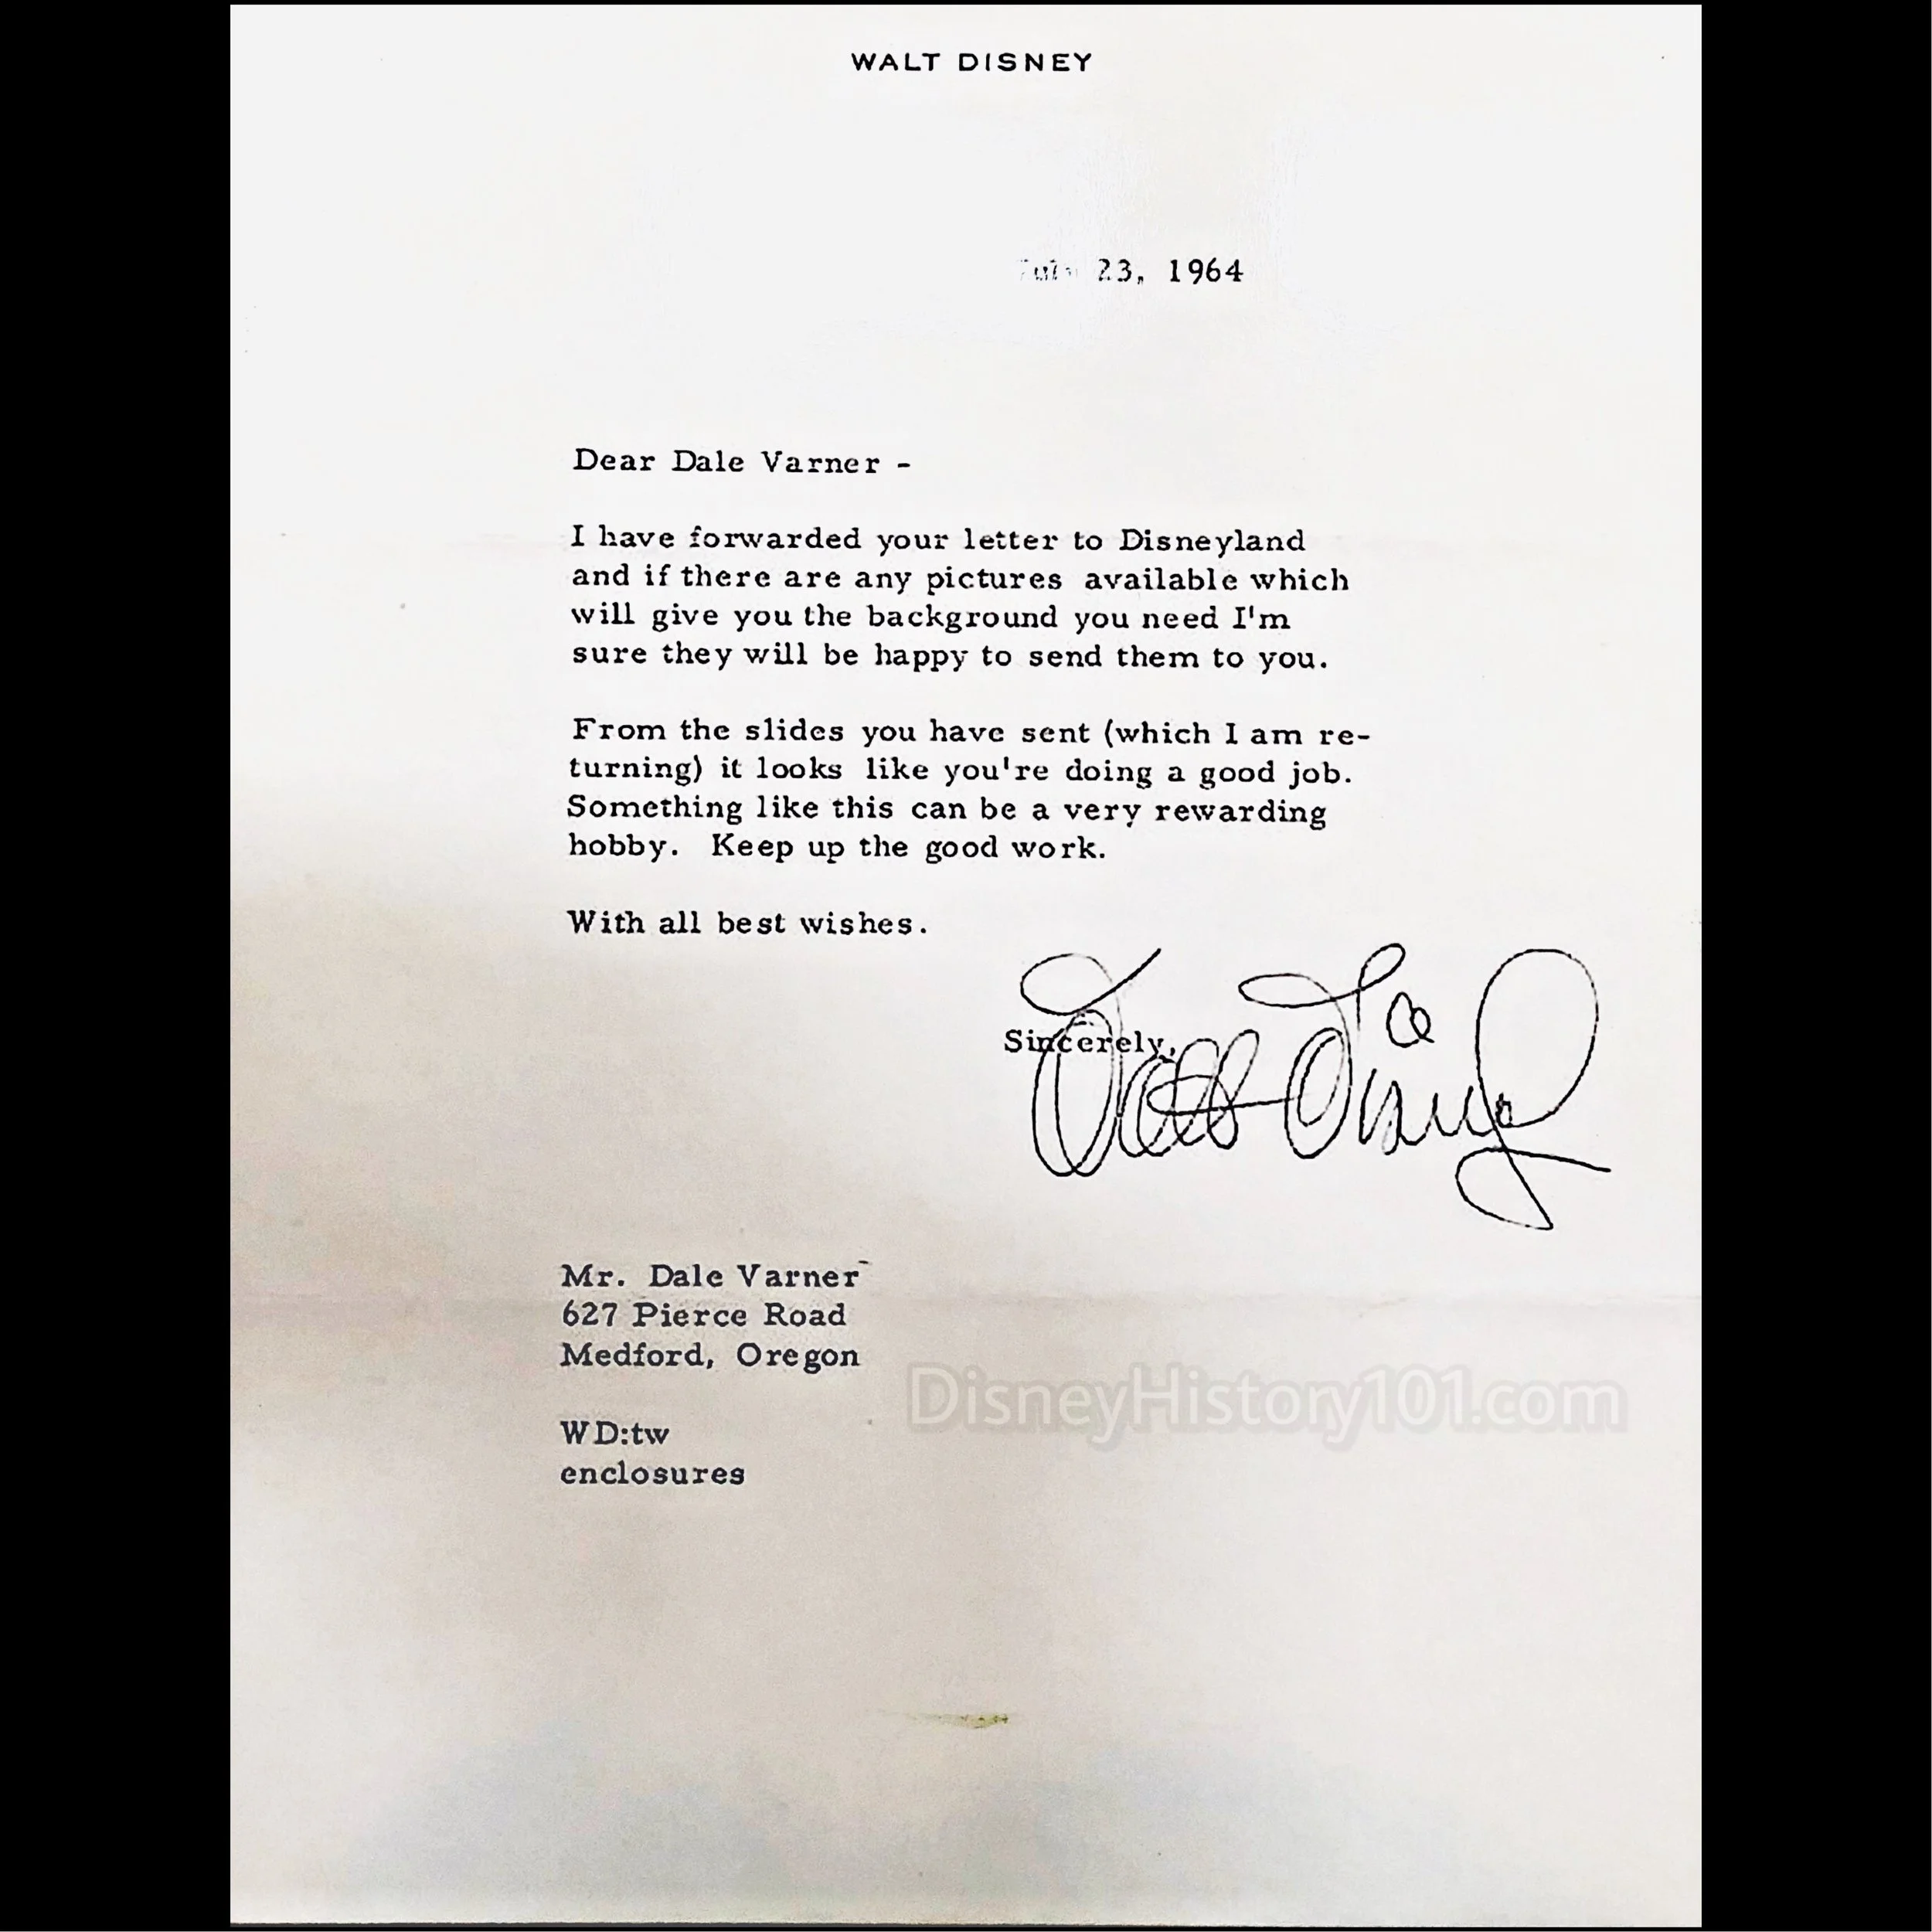 WALT DISNEY
July 23, 1964
Dear Dale Varner -
I have forwarded your letter to Disneyland
and if there are any pictures available which
will give you the background you need I'm
sure they will be happy to send them to you.
From the slides you have sent (which I am re-
turning) it looks like you're doing a good job.
Something like this can be a very rewarding
hobby. Keep up the good work.
With all best wishes.
Sincerely,
Walt Disney
Mr. Dale Varner
627 Pierce Road
Medford, Oregon
DisneyHistory101.com
WD:tw
enclosures